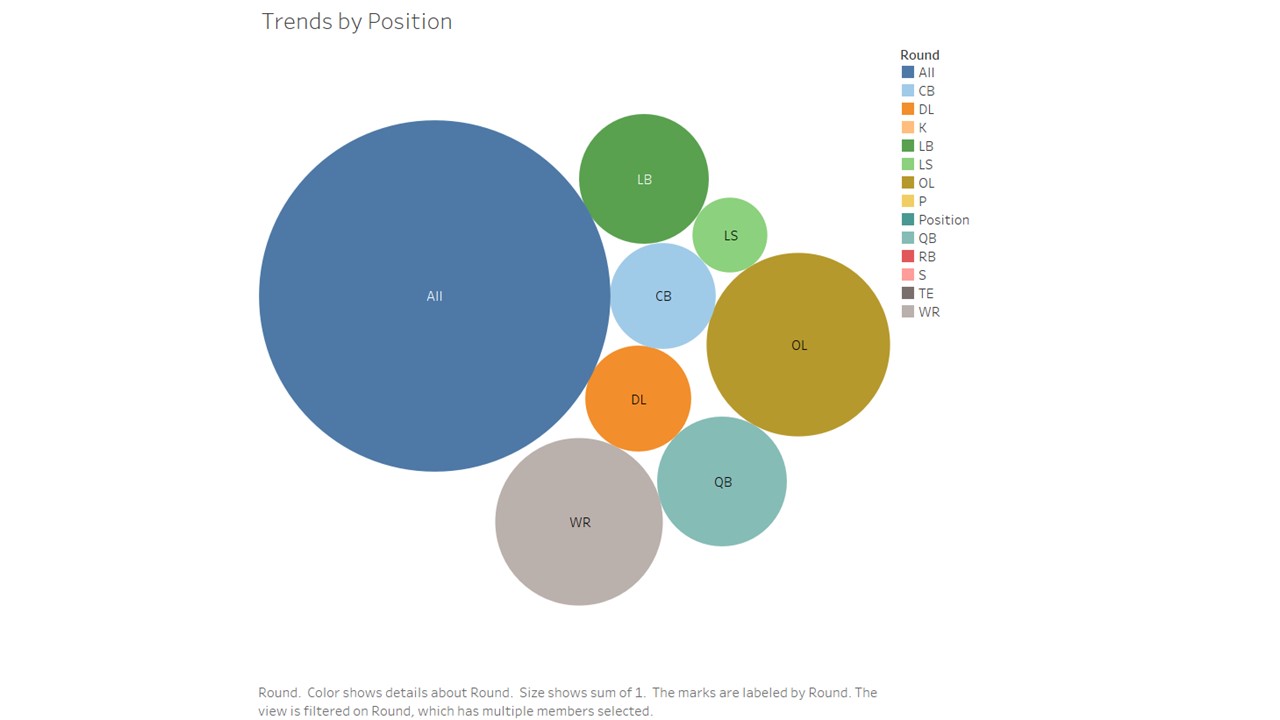 Trends by Position
Round
All
CB
DL
K
LB
LS
OL
P
Position
QB
RB
S
TE
WR
LB
LS
All
CB
OL
DL
QB
WR
Round.  Color shows details about Round.  Size shows sum of 1.  The marks are labeled by Round. The
view is filtered on Round, which has multiple members selected.